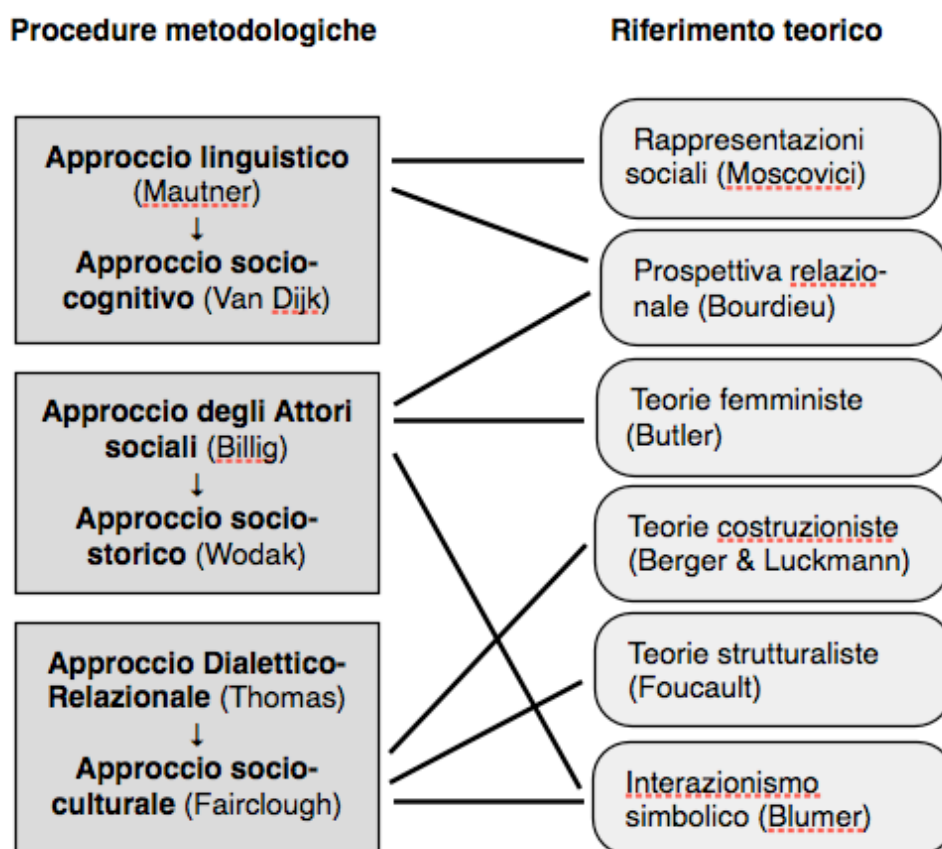 Procedure metodologiche
Riferimento teorico
Approccio linguistico
(Mautner)
↓
Approccio socio-
cognitivo (Van Dijk)
Approccio degli Attori
sociali (Billig)
↓
Approccio socio-
storico (Wodak)
Approccio Dialettico-
Relazionale (Thomas)
↓
Approccio socio-
culturale (Fairclough)
Rappresentazioni
sociali (Moscovici)
Prospettiva relazio-
nale (Bourdieu)
Teorie femministe
(Butler)
Teorie costruzioniste
(Berger & Luckmann)
Teorie strutturaliste
(Foucault)
Interazionismo
simbolico (Blumer)